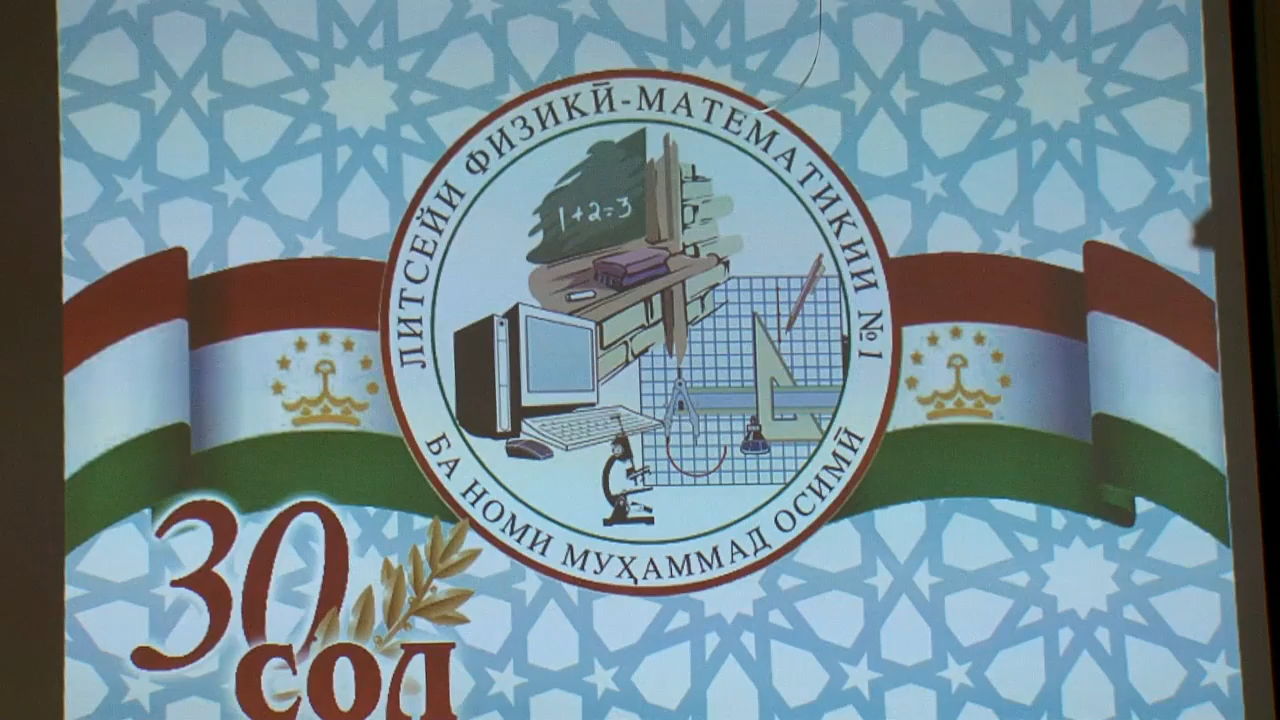 ЛИТСЕЙИ ФИЗИКӢ-МАТЕМАТИКИИ №1
1+2=3
БА НОМИ МУҲАММАД ОСИМӢ
30
СОЛ